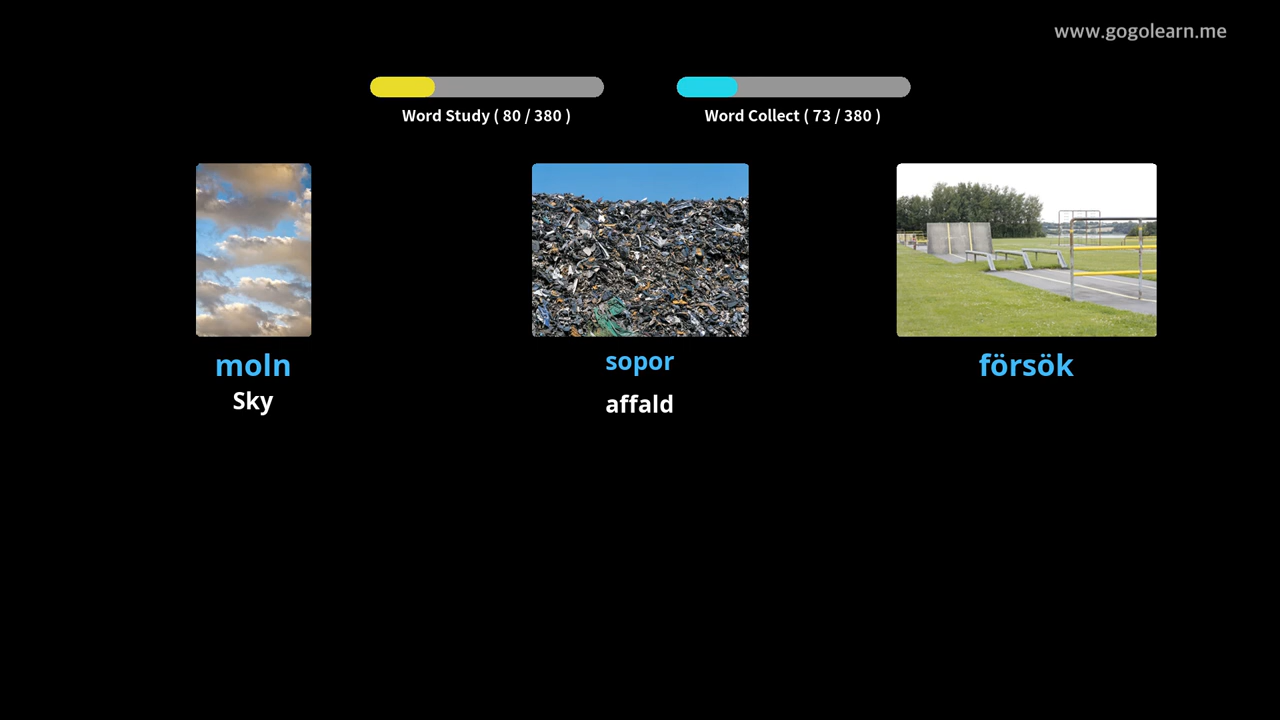 www.gogolearn.me
Word Study ( 80 / 380 )
Word Collect ( 73 / 380 )
moln
Sky
sopor
affald
försök